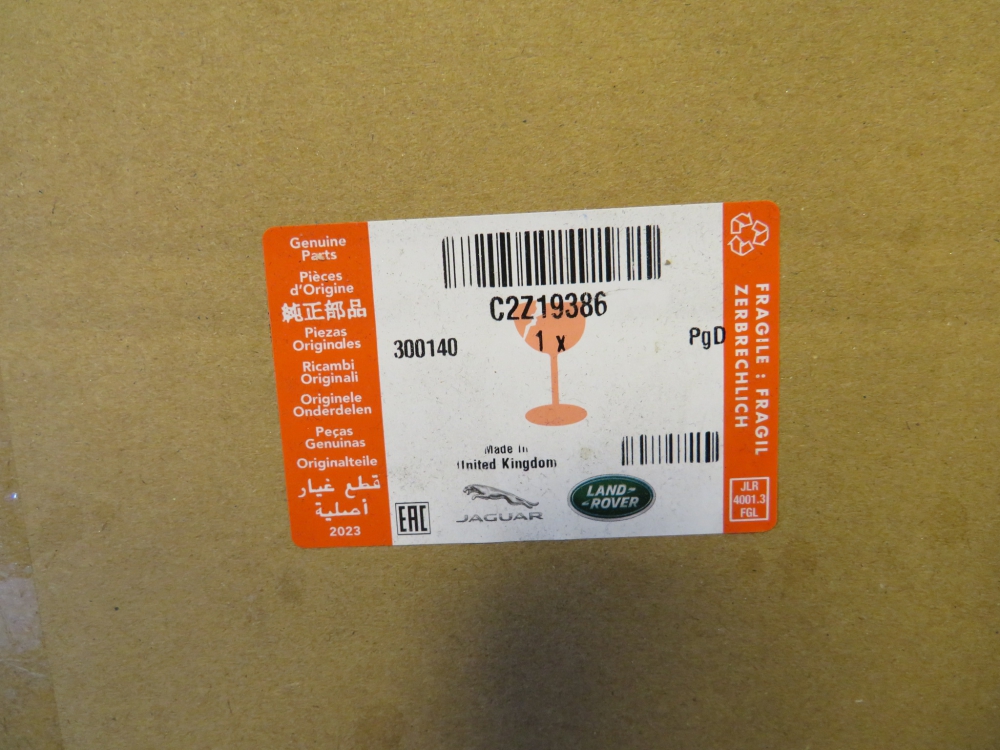 Genuine
Parts
Pièces
d'Origine
純正部品
Piezas
Originales
Ricambi
Originali
Originele
Onderdelen
Peças
Genuinas
Originalteile
قطع غيار
أصلية
2023
C2Z19386
1 x
300140
PgD
Made in
United Kingdom
EAC
JAGUAR
LAND-
-ROVER
FRAGILE : FRAGIL
ZERBRECHLICH
JLR
4001.3
FGL